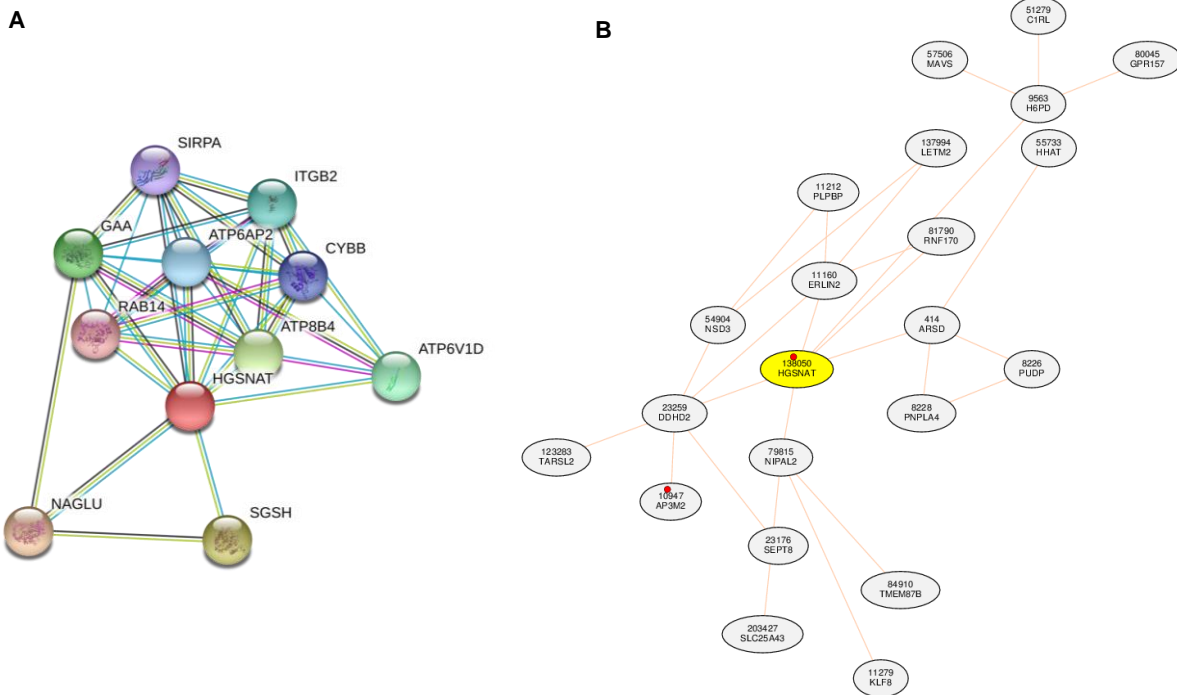 A
SIRPA
ITGB2
GAA
ATP6AP2
CYBB
RAB14
ATP8B4
ATP6V1D
HGSNAT
NAGLU
SGSH
B
51279
C1RL
57506
MAVS
80045
GPR157
9563
H6PD
137994
LETM2
55733
HHAT
11212
PLPBP
81790
RNF170
11160
ERLIN2
54904
NSD3
414
ARSD
138050
HGSNAT
8226
PUDP
23259
DDHD2
8228
PNPLA4
123283
TARSL2
79815
NIPAL2
10947
AP3M2
23176
SEPT8
84910
TMEM87B
203427
SLC25A43
11279
KLF8